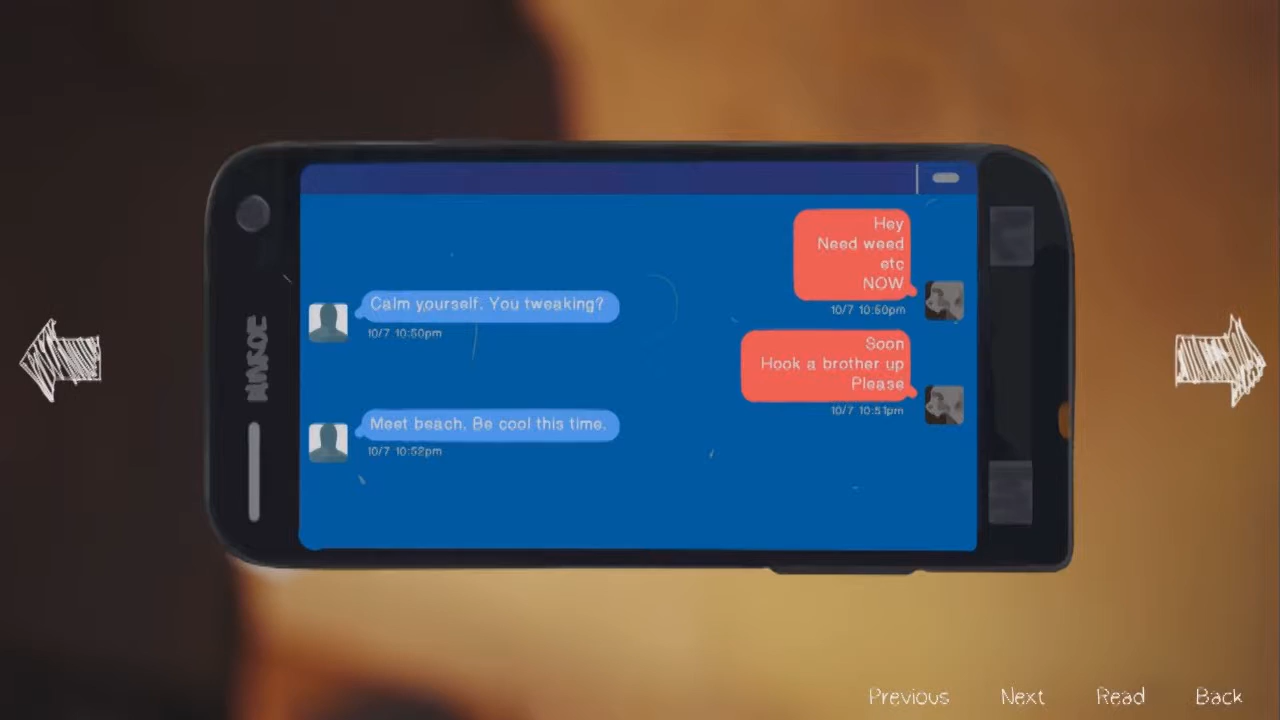 Hey
Need weed
etc
NOW
10/7 10:50pm
Calm yourself. You tweaking?
10/7 10:50pm
Soon
Hook a brother up
Please
10/7 10:51pm
Meet beach. Be cool this time.
10/7 10:52pm
Previous Next Read Back